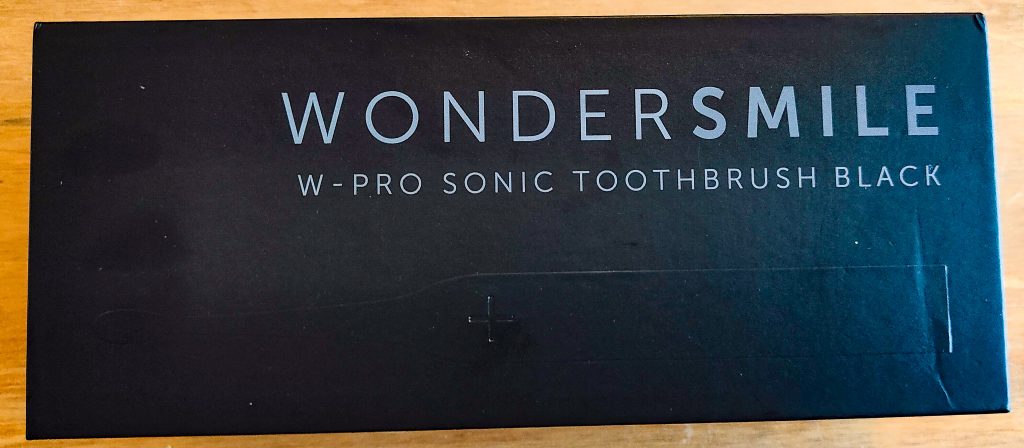 WONDERSMILE
W-PRO SONIC TOOTHBRUSH BLACK